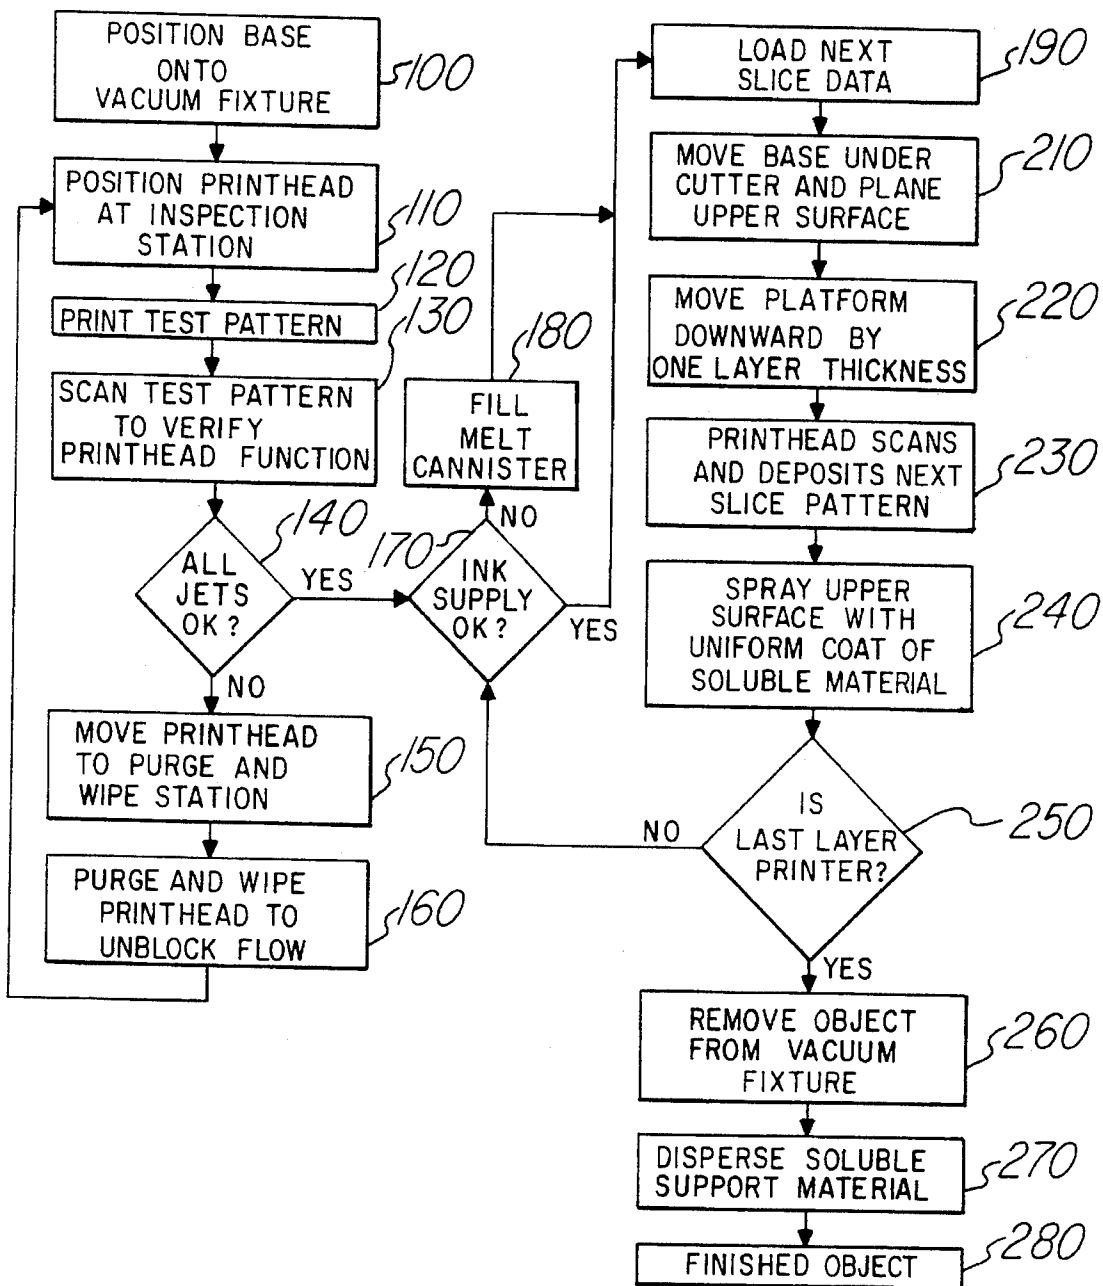 POSITION BASE
ONTO
VACUUM FIXTURE
100
POSITION PRINTHEAD
AT INSPECTION
STATION
110
PRINT TEST PATTERN
120
SCAN TEST PATTERN
TO VERIFY
PRINTHEAD FUNCTION
130
ALL
JETS
OK?
140
YES
NO
MOVE PRINTHEAD
TO PURGE AND
WIPE STATION
150
PURGE AND WIPE
PRINTHEAD TO
UNBLOCK FLOW
160
INK
SUPPLY
OK?
170
NO
YES
FILL
MELT
CANNISTER
180
LOAD NEXT
SLICE DATA
190
MOVE BASE UNDER
CUTTER AND PLANE
UPPER SURFACE
210
MOVE PLATFORM
DOWNWARD BY
ONE LAYER THICKNESS
220
PRINTHEAD SCANS
AND DEPOSITS NEXT
SLICE PATTERN
230
SPRAY UPPER
SURFACE WITH
UNIFORM COAT OF
SOLUBLE MATERIAL
240
IS
LAST LAYER
PRINTER?
250
NO
YES
REMOVE OBJECT
FROM VACUUM
FIXTURE
260
DISPERSE SOLUBLE
SUPPORT MATERIAL
270
FINISHED OBJECT
280